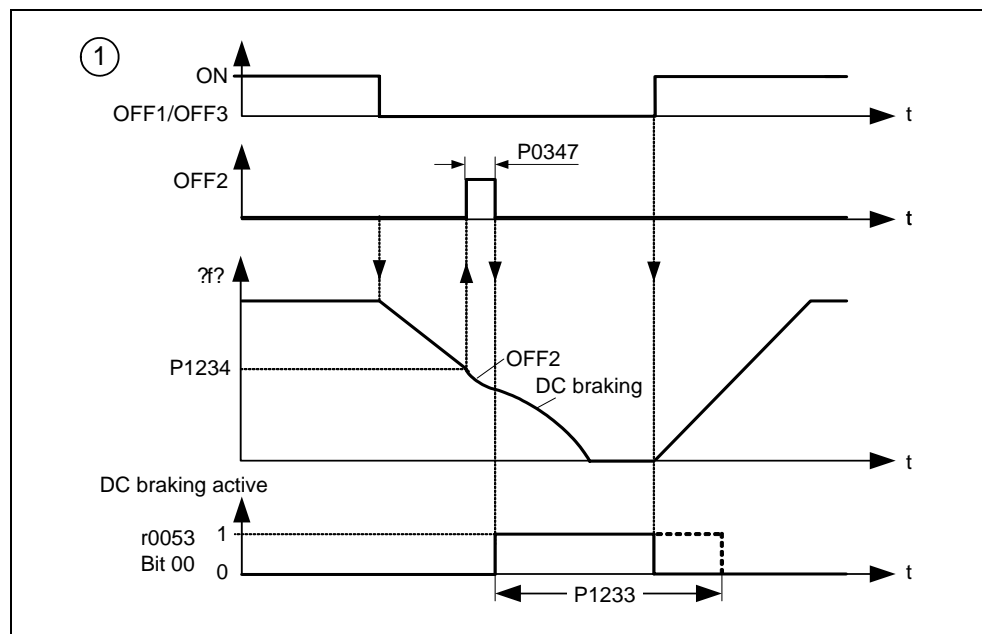 1
ON
OFF1/OFF3
t
P0347
OFF2
t
?f?
P1234
OFF2
DC braking
t
DC braking active
r0053
Bit 00
1
0
t
P1233